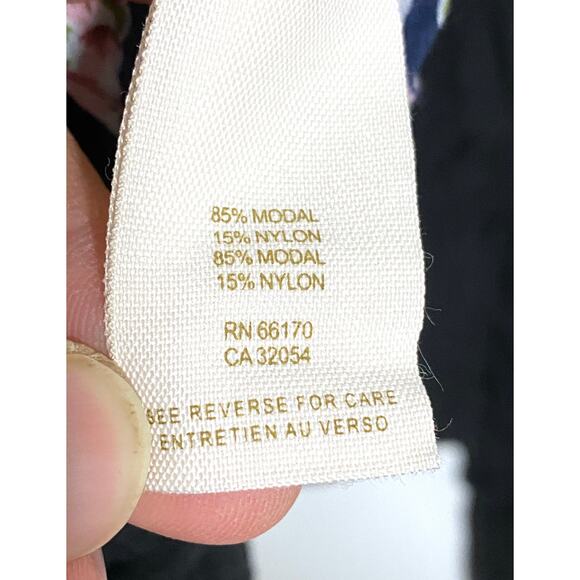 85% MODAL
15% NYLON
85% MODAL
15% NYLON
RN 66170
CA 32054
SEE REVERSE FOR CARE
ENTRETIEN AU VERSO